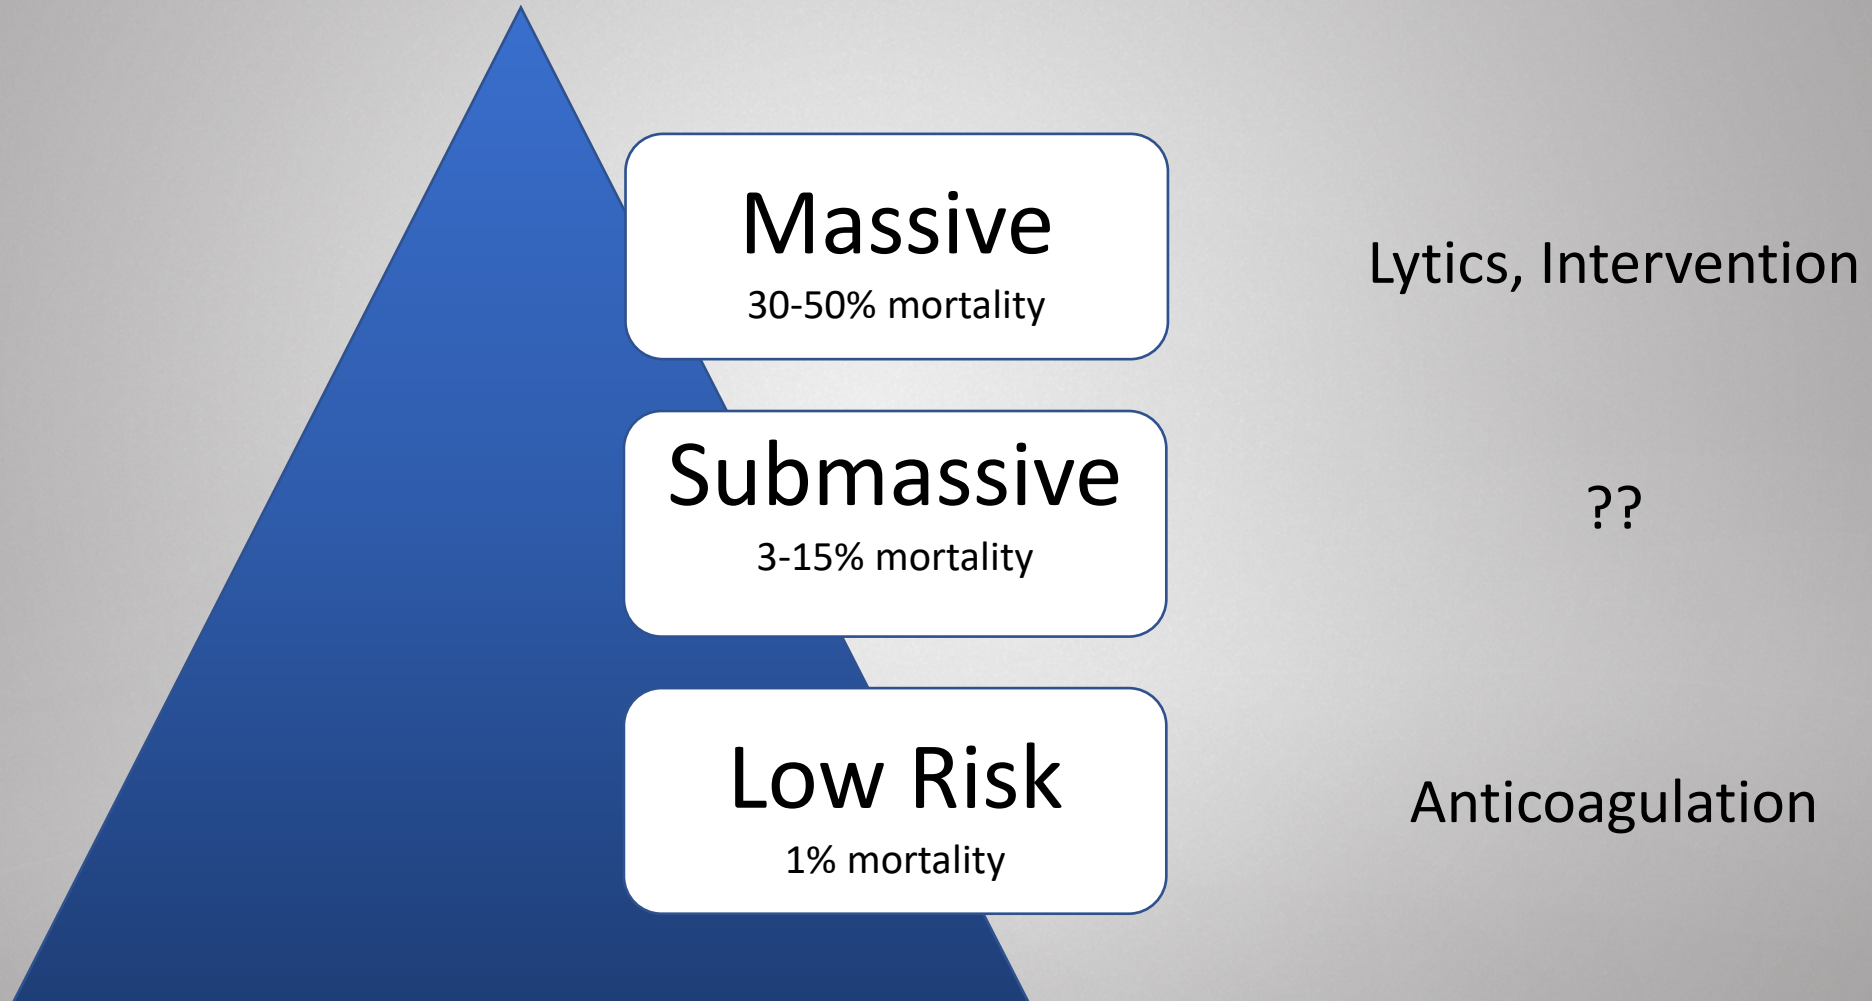 Massive
30-50% mortality
Lytics, Intervention
Submassive
3-15% mortality
??
Low Risk
1% mortality
Anticoagulation